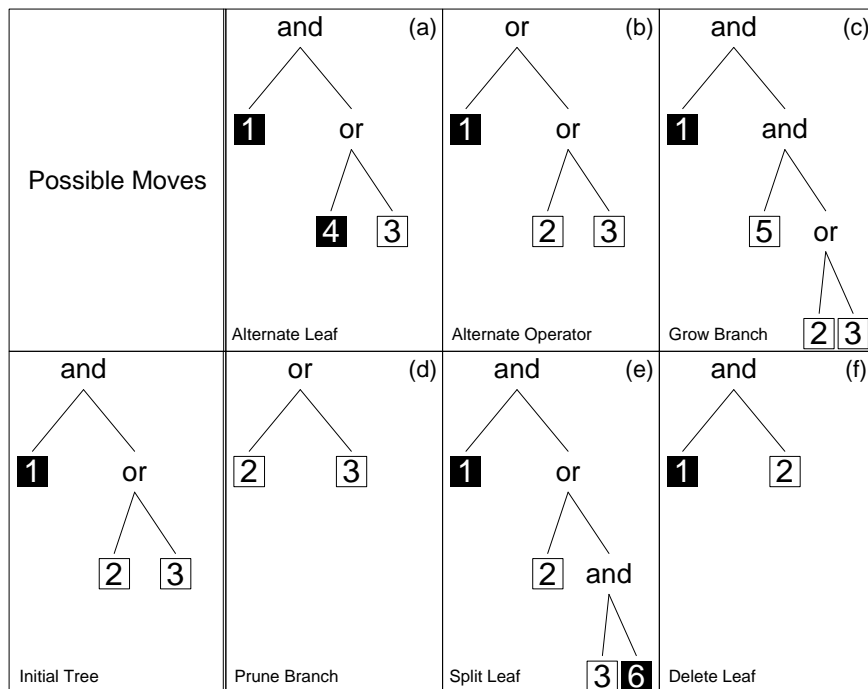 Possible Moves
and (a)
1 or
4 3
Alternate Leaf
or (b)
1 or
2 3
Alternate Operator
and (c)
1 and
5 or
2 3
Grow Branch
and
1 or
2 3
Initial Tree
or (d)
2 3
Prune Branch
and (e)
1 or
2 and
3 6
Split Leaf
and (f)
1 2
Delete Leaf